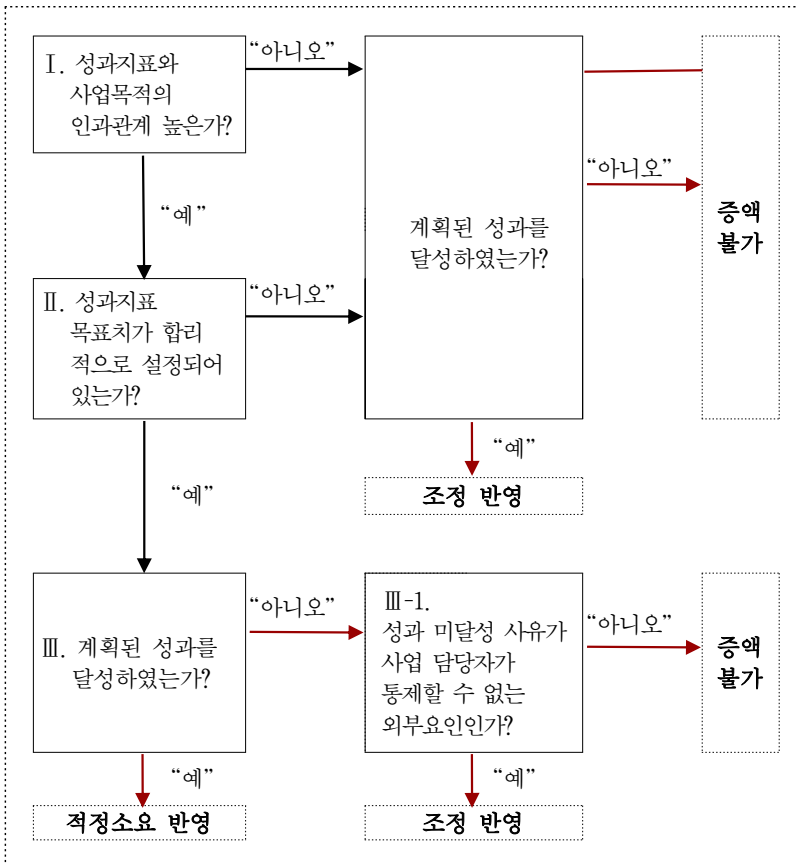 “아니오”
Ⅰ. 성과지표와
사업목적의
인과관계 높은가?
“아니오”
“예”
계획된 성과를
달성하였는가?
증액
불가
Ⅱ. 성과지표
목표치가 합리
적으로 설정되어
있는가?
“아니오”
“예”
조정 반영
“예”
Ⅲ. 계획된 성과를
달성하였는가?
“아니오”
Ⅲ-1.
성과 미달성 사유가
사업 담당자가
통제할 수 없는
외부요인인가?
“아니오”
증액
불가
“예”
“예”
적정소요 반영
조정 반영